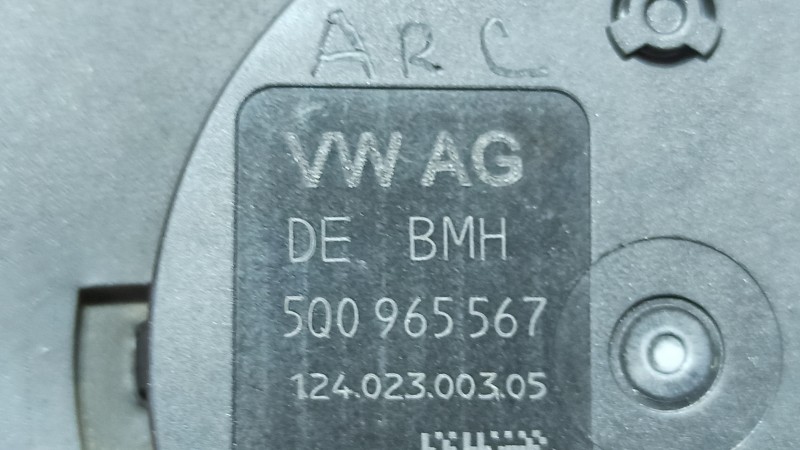 ARC
VW AG
DE BMH
5Q0 965 567
124.023.003.05